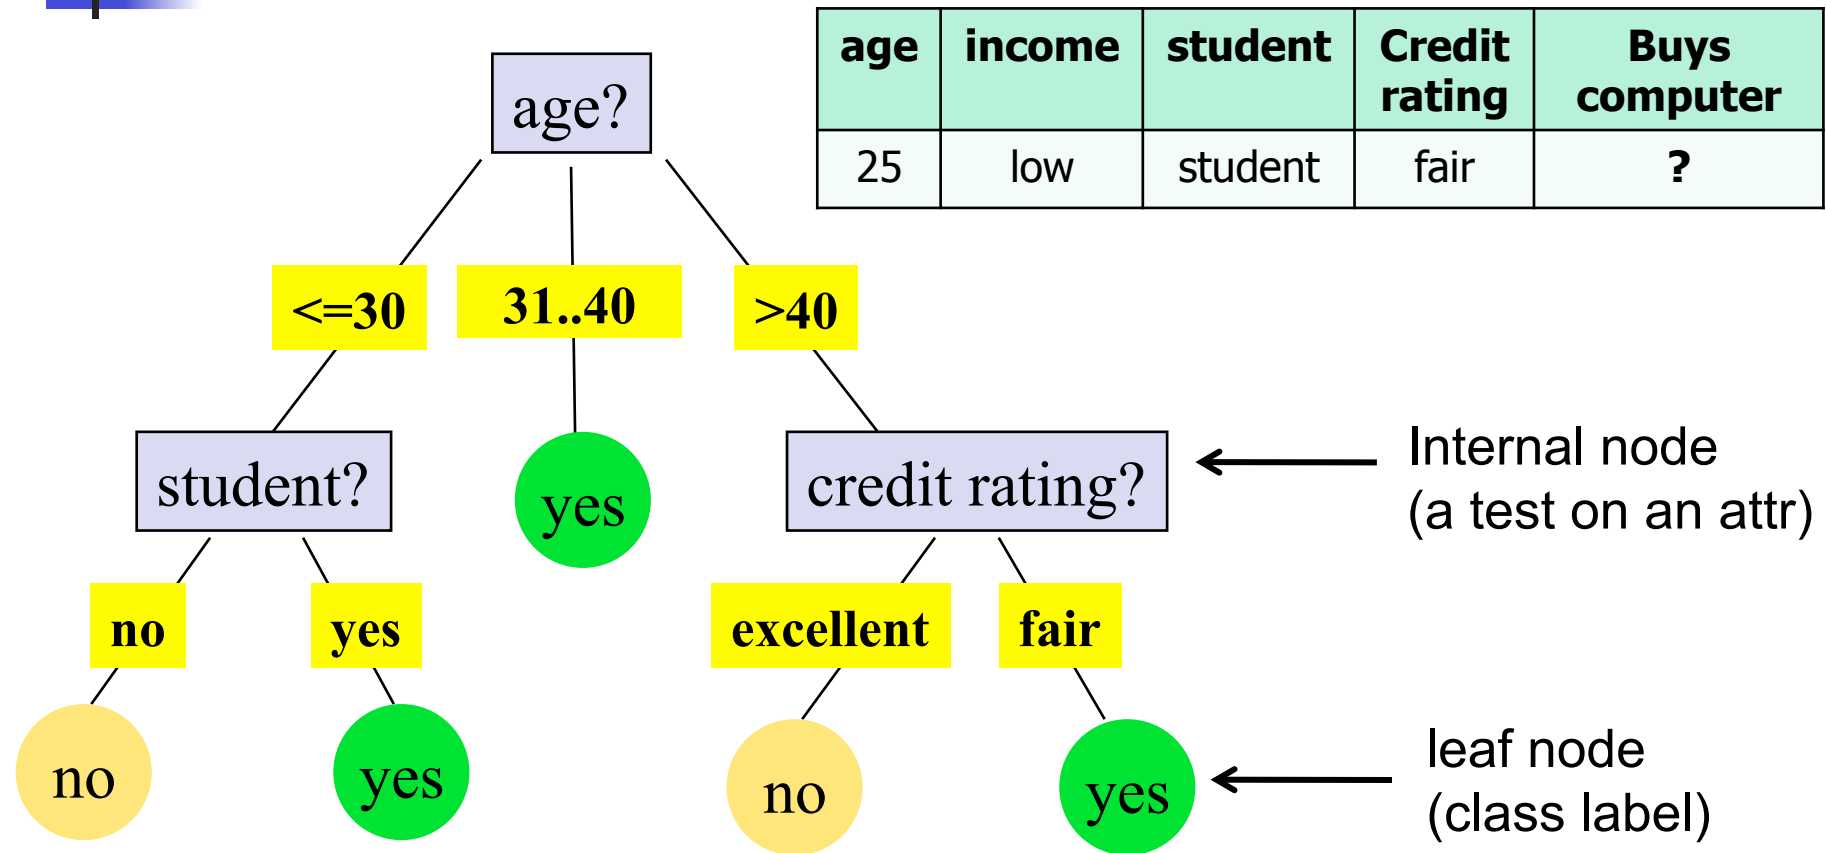 age income student Credit rating Buys computer
25 low student fair ?
age?
<=30 31..40 >40
student? yes credit rating?
Internal node
(a test on an attr)
no yes excellent fair
no yes no yes
leaf node
(class label)